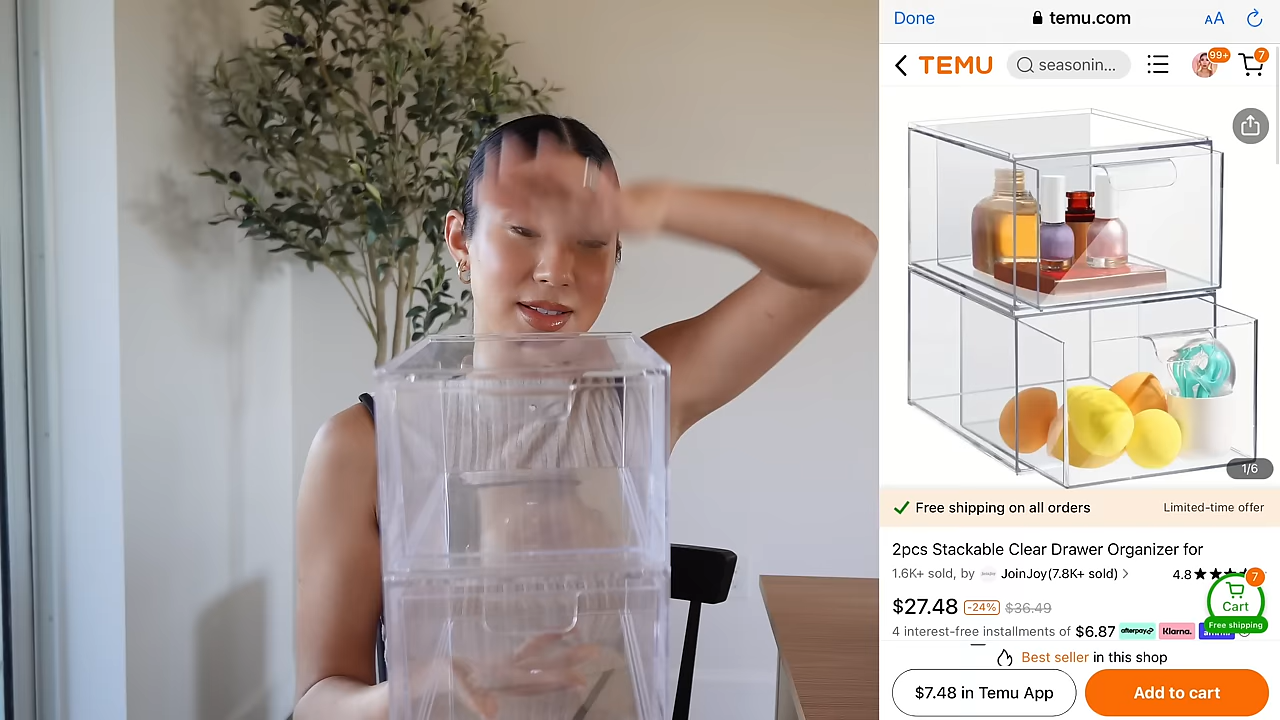 Done
temu.com
AA
TEMU
seasonin...
99+
7
1/6
Free shipping on all orders
Limited-time offer
2pcs Stackable Clear Drawer Organizer for
1.6K+ sold, by JoinJoy(7.8K+ sold)
4.8
7
Cart
Free shipping
$27.48 -24% $36.49
4 interest-free installments of $6.87 afterpay Klarna.
Best seller in this shop
$7.48 in Temu App
Add to cart